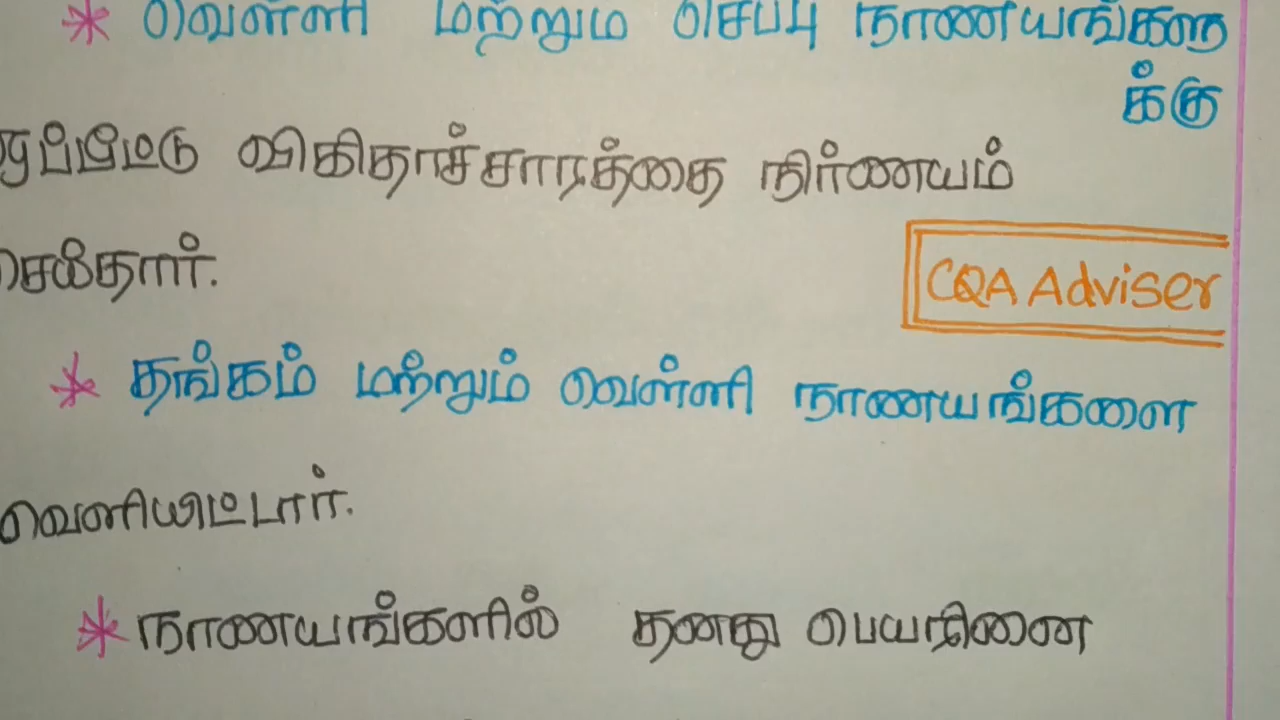 * வெள்ளி மற்றும் செப்பு நாணயங்களு
க்கு
ஒப்பீட்டு விகிதாச்சாரத்தை நிர்ணயம்
செய்தார்.
CQA Adviser
* தங்கம் மற்றும் வெள்ளி நாணயங்களை
வெளியிட்டார்.
* நாணயங்களில் தனது பெயரினை